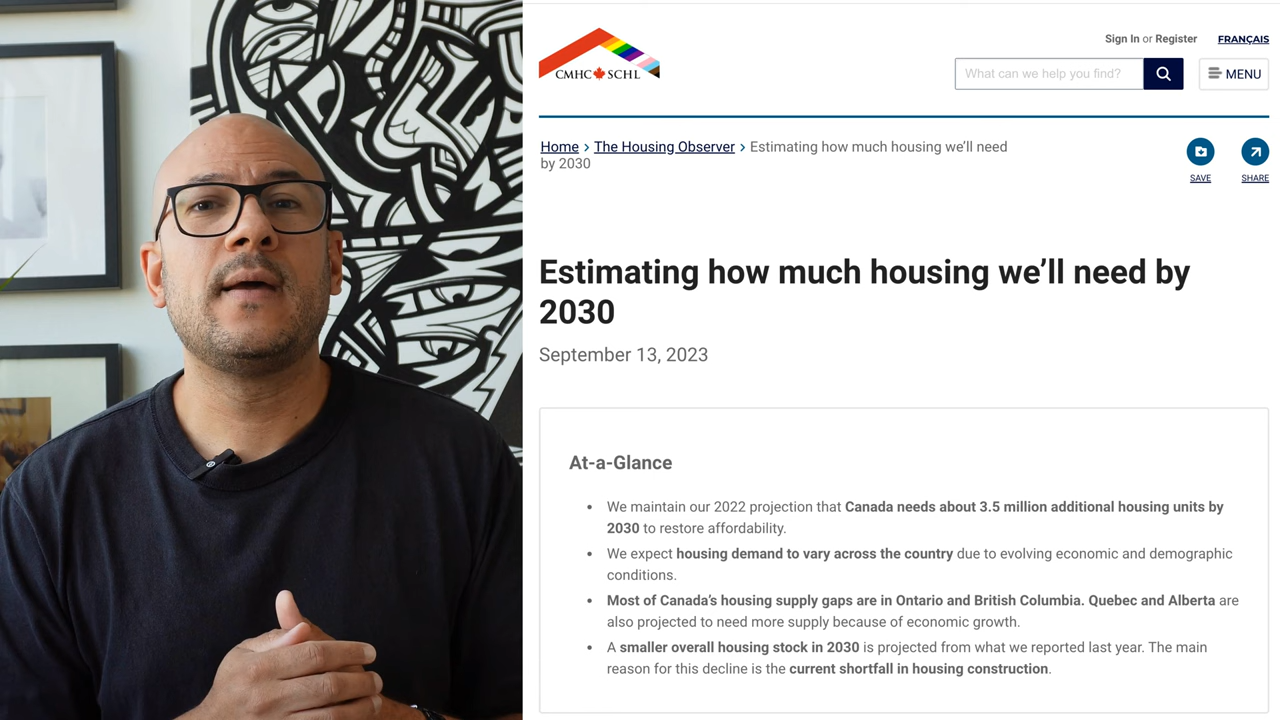 CMHC SCHL
Sign In or Register
FRANÇAIS
What can we help you find?
MENU
Home > The Housing Observer > Estimating how much housing we'll need
by 2030
SAVE
SHARE
Estimating how much housing we'll need by
2030
September 13, 2023
At-a-Glance
• We maintain our 2022 projection that Canada needs about 3.5 million additional housing units by
2030 to restore affordability.
• We expect housing demand to vary across the country due to evolving economic and demographic
conditions.
• Most of Canada's housing supply gaps are in Ontario and British Columbia. Quebec and Alberta are
also projected to need more supply because of economic growth.
• A smaller overall housing stock in 2030 is projected from what we reported last year. The main
reason for this decline is the current shortfall in housing construction.